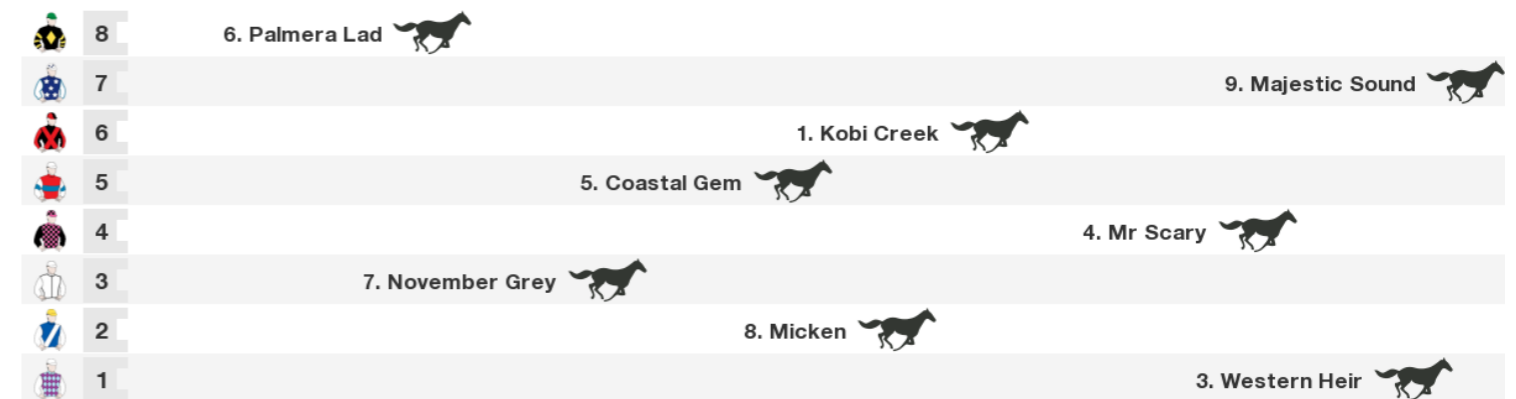 8 6. Palmera Lad
7 9. Majestic Sound
6 1. Kobi Creek
5 5. Coastal Gem
4 4. Mr Scary
3 7. November Grey
2 8. Micken
1 3. Western Heir